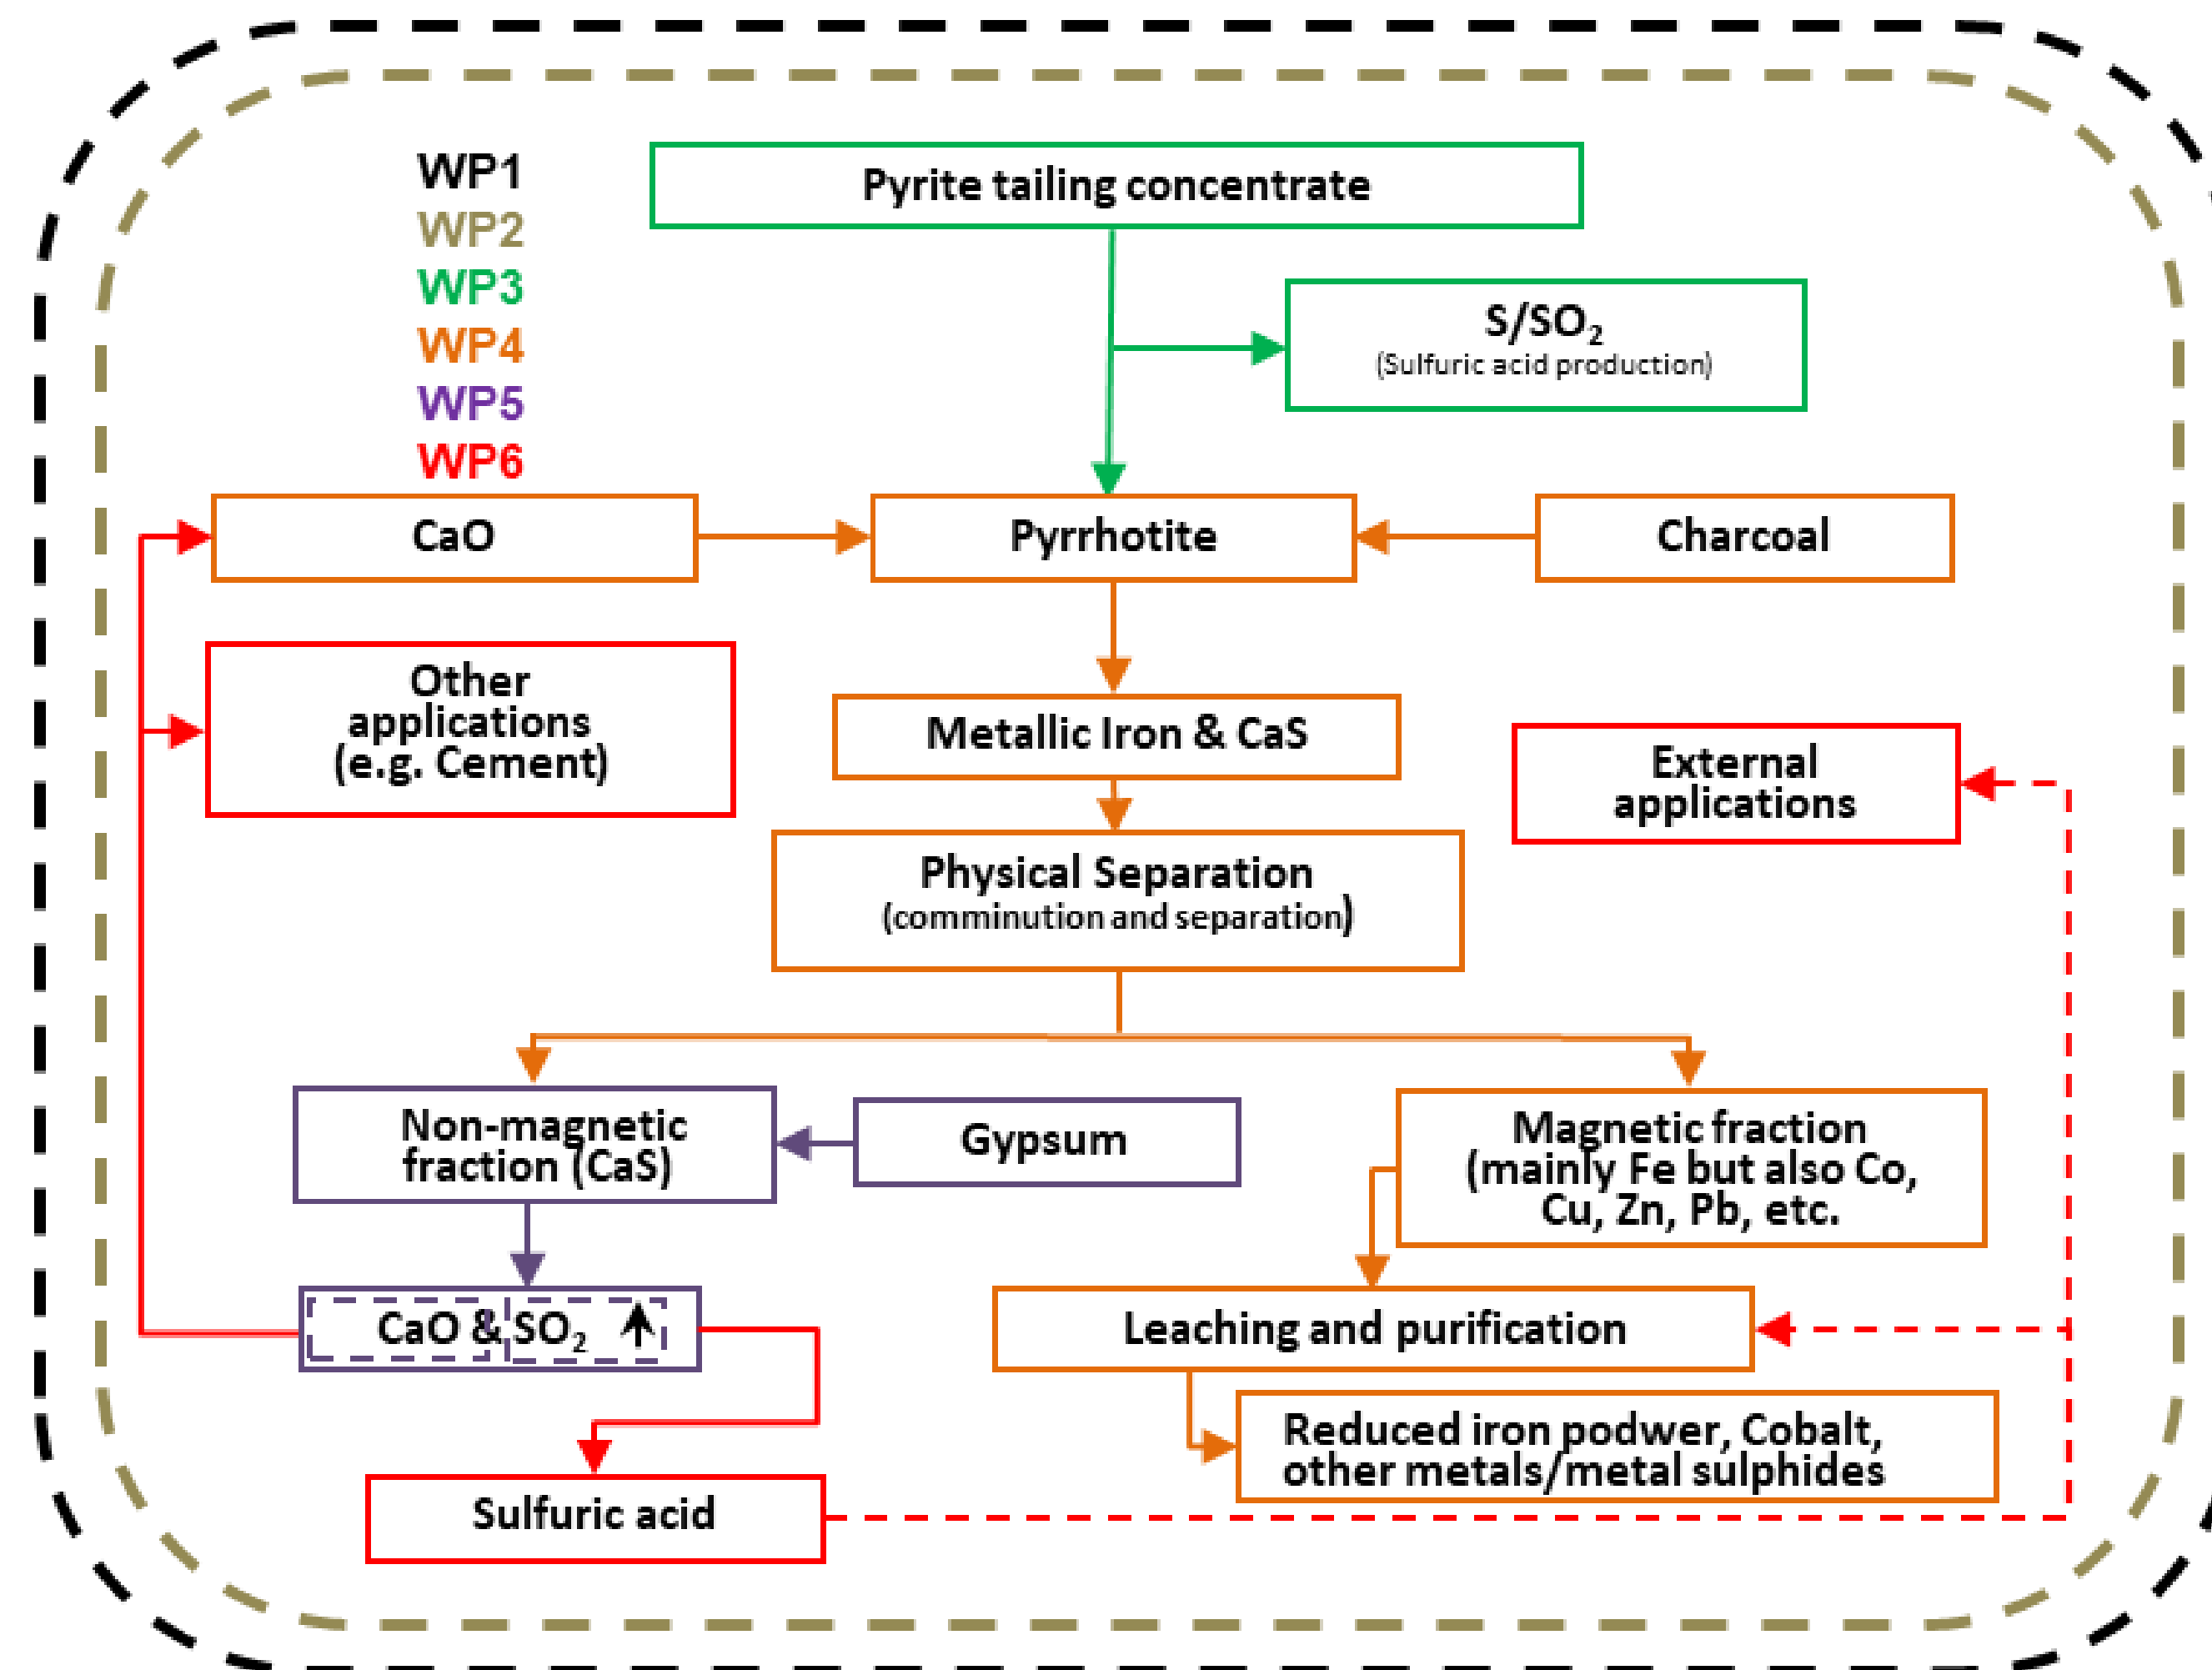 WP1
WP2
WP3
WP4
WP5
WP6
Pyrite tailing concentrate
S/SO₂
(Sulfuric acid production)
CaO
Pyrrhotite
Charcoal
Other
applications
(e.g. Cement)
Metallic Iron & CaS
External
applications
Physical Separation
(comminution and separation)
Non-magnetic
fraction (CaS)
Gypsum
Magnetic fraction
(mainly Fe but also Co,
Cu, Zn, Pb, etc.
CaO & SO₂
Leaching and purification
Reduced iron podwer, Cobalt,
other metals/metal sulphides
Sulfuric acid